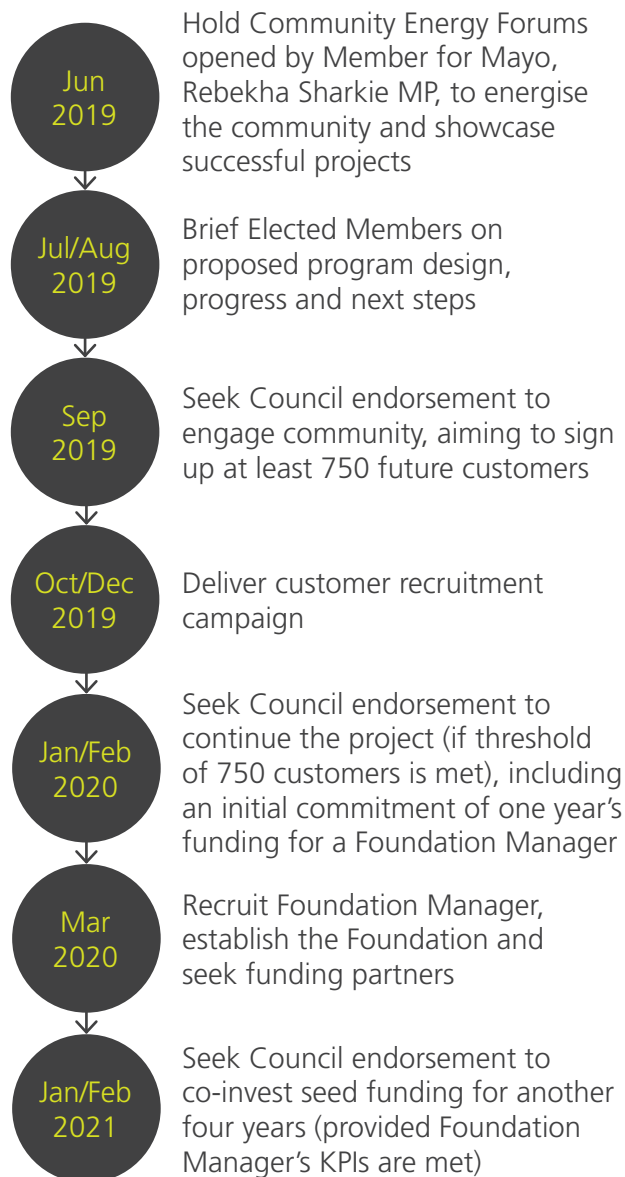 Jun
2019
Hold Community Energy Forums
opened by Member for Mayo,
Rebekha Sharkie MP, to energise
the community and showcase
successful projects
Jul/Aug
2019
Brief Elected Members on
proposed program design,
progress and next steps
Sep
2019
Seek Council endorsement to
engage community, aiming to sign
up at least 750 future customers
Oct/Dec
2019
Deliver customer recruitment
campaign
Jan/Feb
2020
Seek Council endorsement to
continue the project (if threshold
of 750 customers is met), including
an initial commitment of one year’s
funding for a Foundation Manager
Mar
2020
Recruit Foundation Manager,
establish the Foundation and
seek funding partners
Jan/Feb
2021
Seek Council endorsement to
co-invest seed funding for another
four years (provided Foundation
Manager’s KPIs are met)